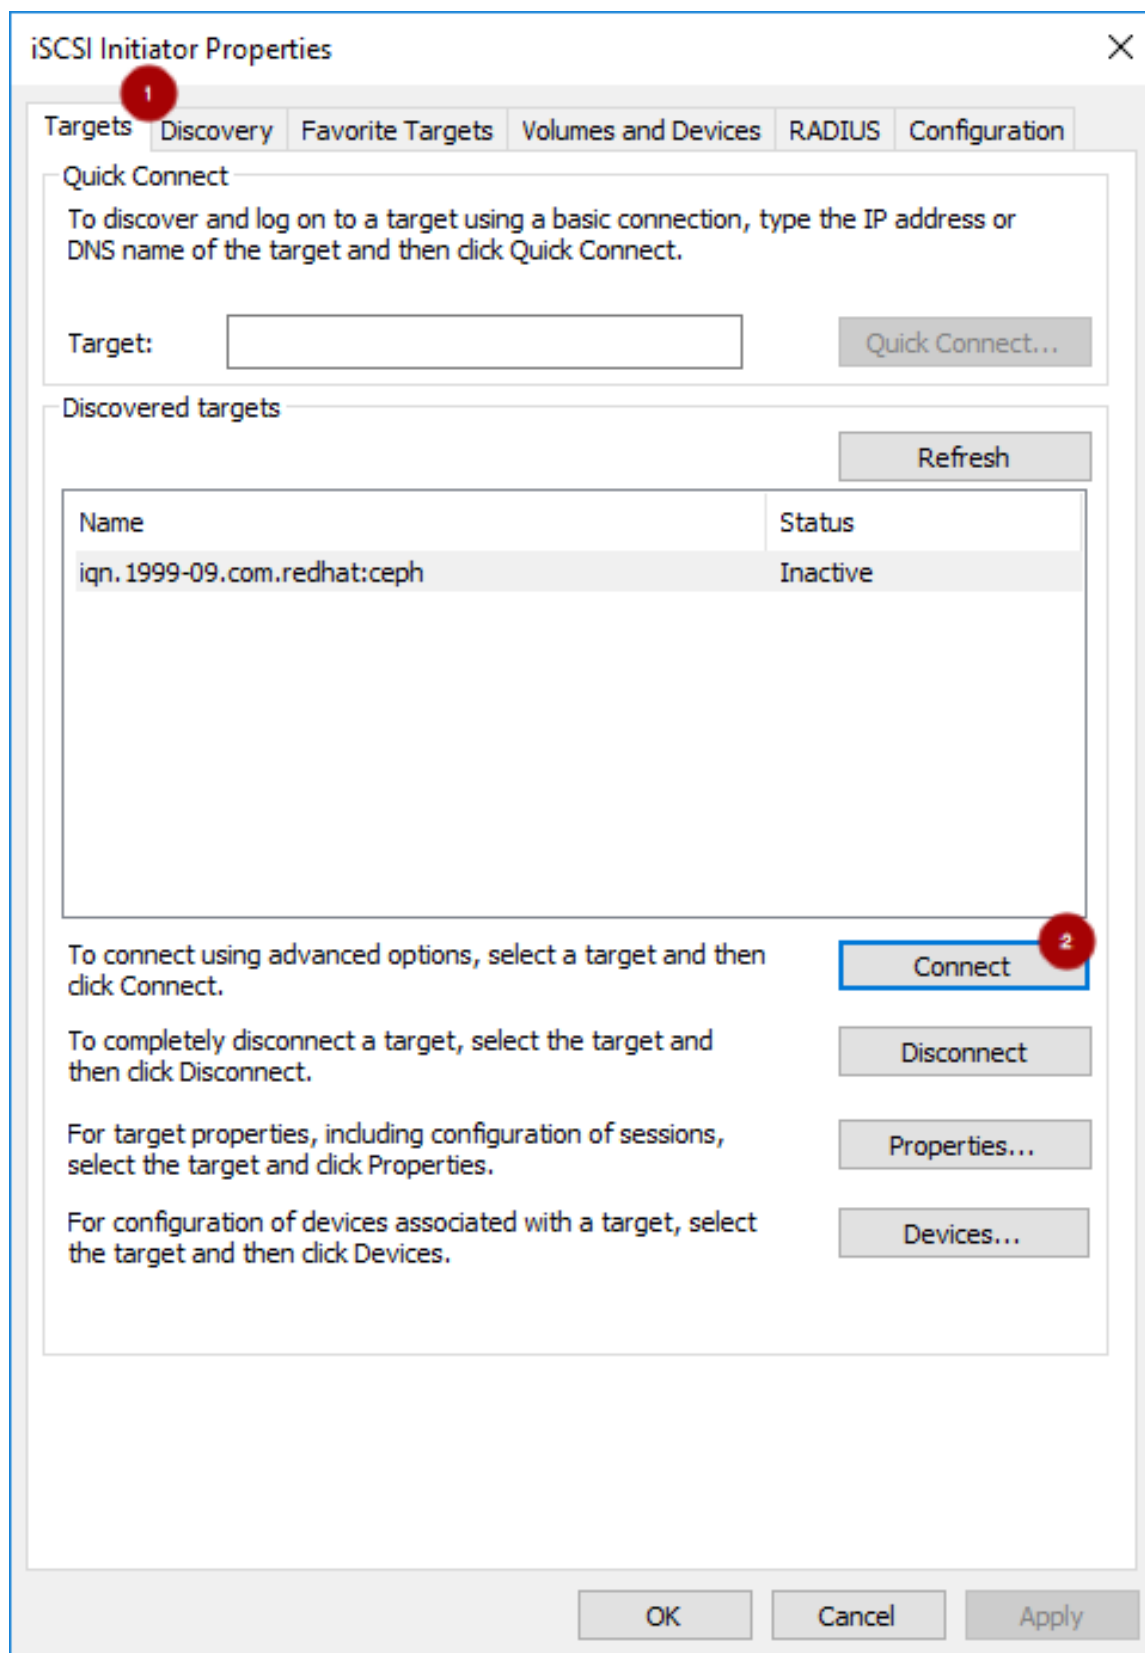 iSCSI Initiator Properties
1
Targets Discovery Favorite Targets Volumes and Devices RADIUS Configuration
Quick Connect
To discover and log on to a target using a basic connection, type the IP address or
DNS name of the target and then click Quick Connect.
Target: Quick Connect...
Discovered targets
Refresh
Name Status
iqn.1999-09.com.redhat:ceph Inactive
2
To connect using advanced options, select a target and then
click Connect.
Connect
To completely disconnect a target, select the target and
then click Disconnect.
Disconnect
For target properties, including configuration of sessions,
select the target and click Properties.
Properties...
For configuration of devices associated with a target, select
the target and then click Devices.
Devices...
OK Cancel Apply